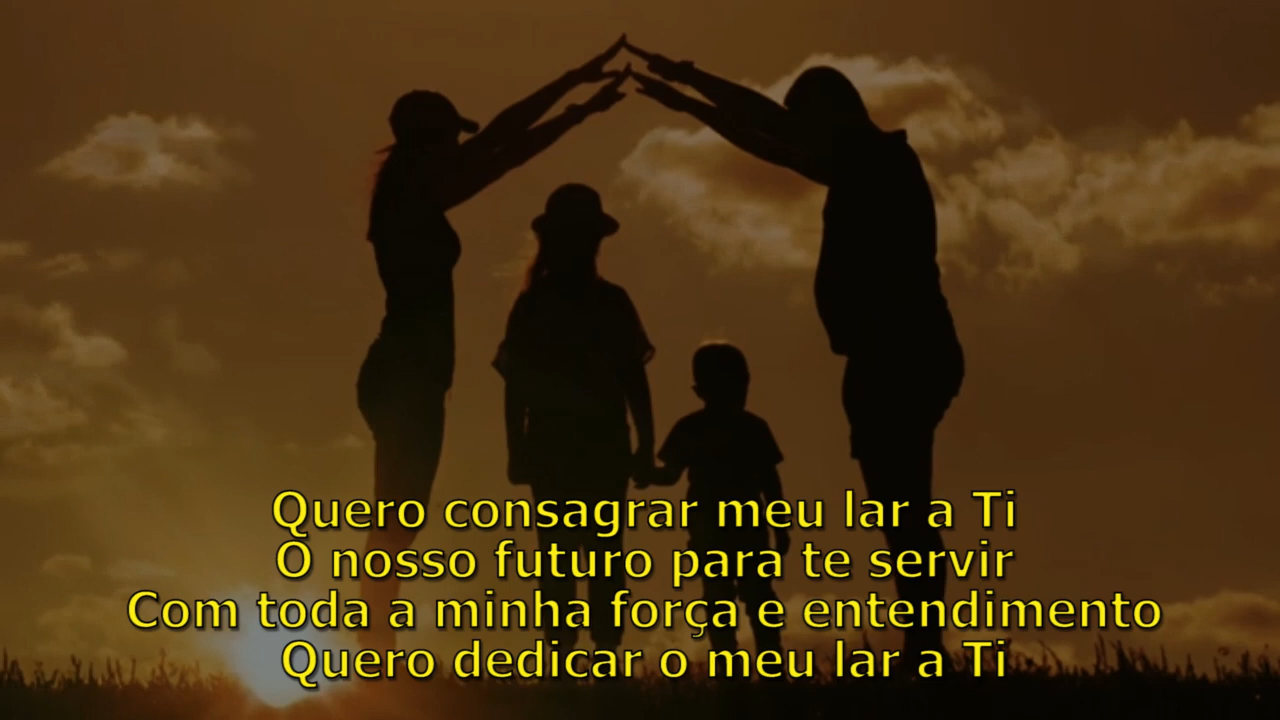 Quero consagrar meu lar a Ti
O nosso futuro para te servir
Com toda a minha força e entendimento
Quero dedicar o meu lar a Ti